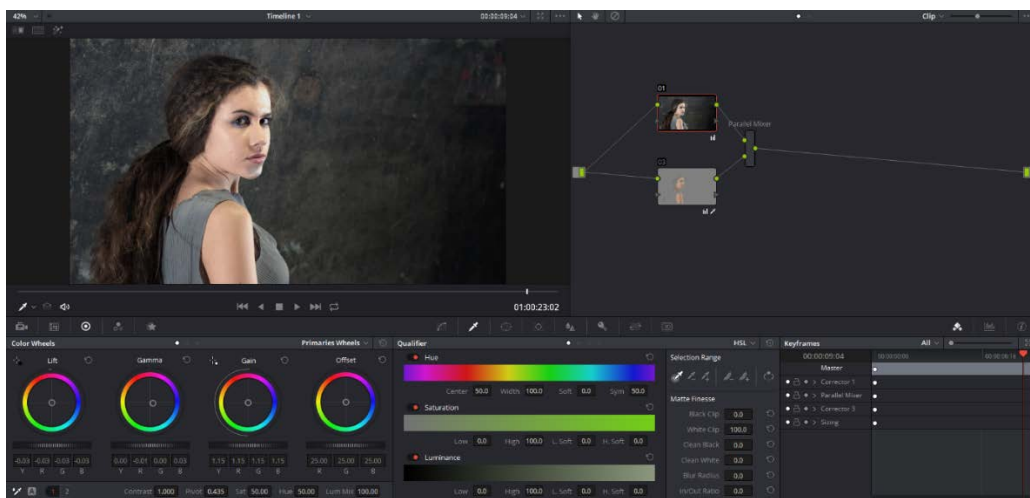 42%
Timeline 1
00:00:09:04
Clip
01
Parallel Mixer
03
01:00:23:02
Color Wheels
Primaries Wheels
Lift
Gamma
Gain
Offset
-0.03 -0.03 -0.03 -0.03
Y R G B
0.00 -0.01 0.00 0.03
Y R G B
1.15 1.15 1.15 1.15
Y R G B
25.00 25.00 25.00
R G B
A 1 2
Contrast 1.000 Pivot 0.435 Sat 50.00 Hue 50.00 Lum Mix 100.00
Qualifier
HSL
Hue
Center 50.0 Width 100.0 Soft 0.0 Sym 50.0
Saturation
Low 0.0 High 100.0 L. Soft 0.0 H. Soft 0.0
Luminance
Low 0.0 High 100.0 L. Soft 0.0 H. Soft 0.0
Selection Range
Matte Finesse
Black Clip 0.0
White Clip 100.0
Clean Black 0.0
Clean White 0.0
Blur Radius 0.0
In/Out Ratio 0.0
Keyframes
All
00:00:09:04
00:00:00:00
Master
Corrector 1
Parallel Mixer
Corrector 3
Sizing